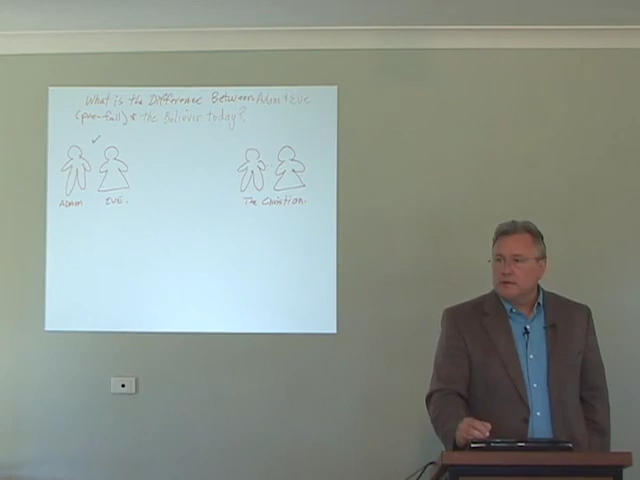 What is the Difference Between Adam & Eve
(pre-fall) & the Believer today?
ADAM EVE. The Christian.